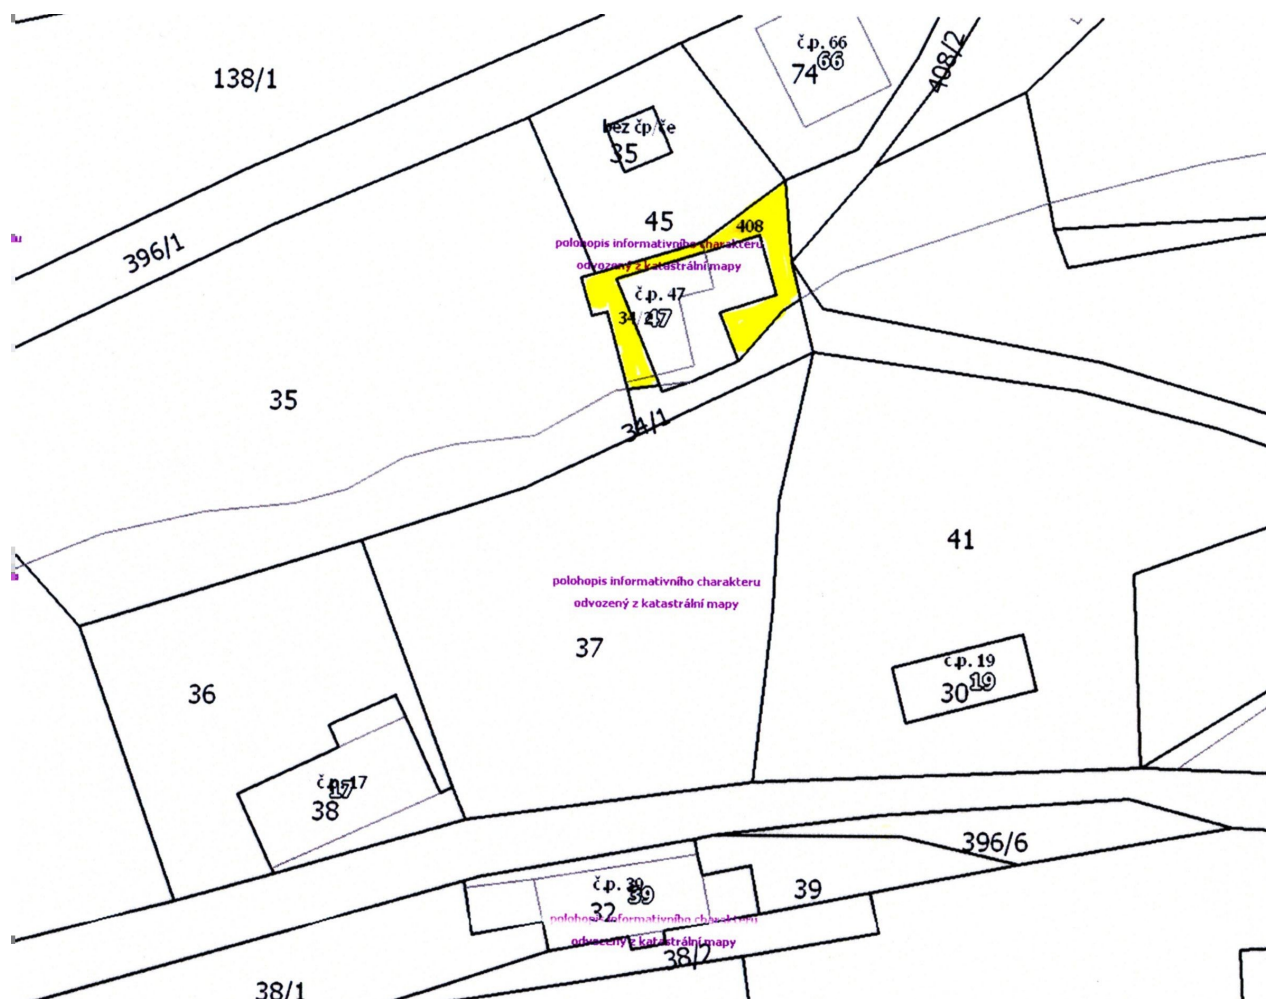 č.p. 66
74 66
408/2
138/1
bez čp/če
35
45
408
396/1
polohopis informativního charakteru
odvozený z katastrální mapy
č.p. 47
47
35
34/1
41
polohopis informativního charakteru
odvozený z katastrální mapy
37
č.p. 19
30 19
36
č.p. 17
17
38
396/6
č.p. 39
39
32
39
polohopis informativního charakteru
odvozený z katastrální mapy
38/2
38/1